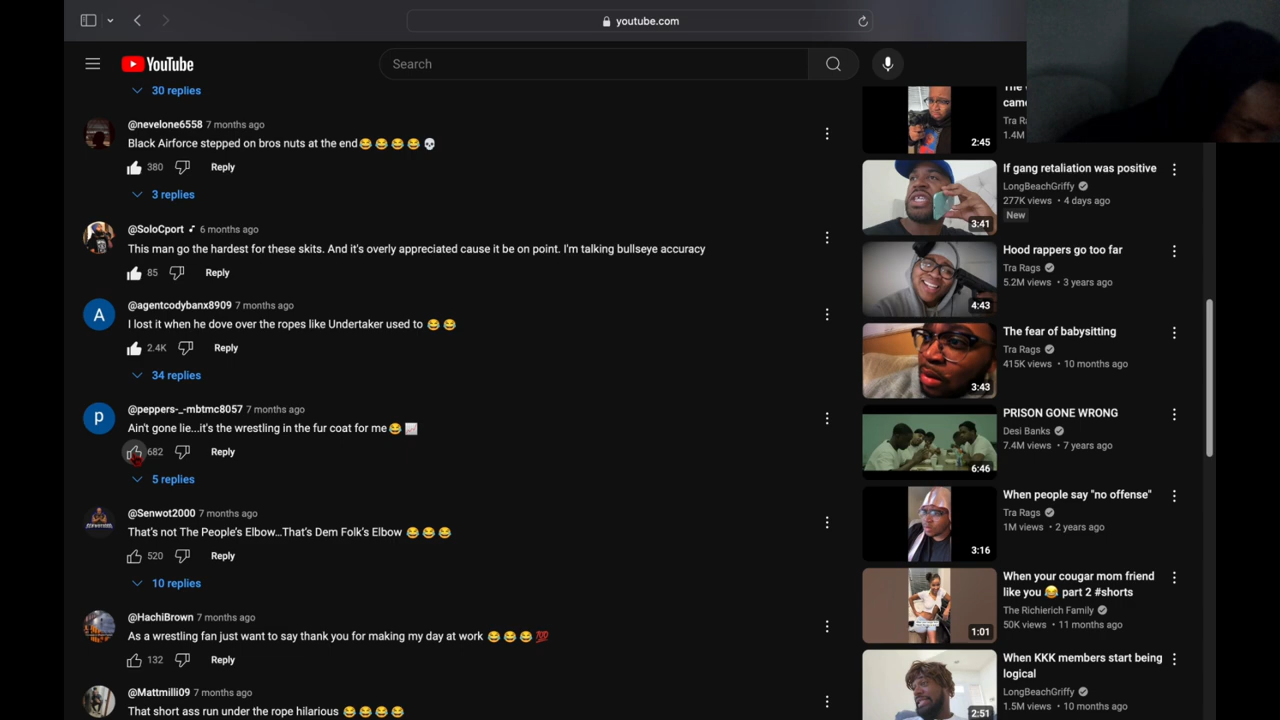 youtube.com
YouTube
Search
30 replies
@nevelone6558 7 months ago
Black Airforce stepped on bros nuts at the end😂😂😂😂💀
380 Reply
3 replies
@SoloCport 6 months ago
This man go the hardest for these skits. And it's overly appreciated cause it be on point. I'm talking bullseye accuracy
85 Reply
@agentcodybanx8909 7 months ago
A
I lost it when he dove over the ropes like Undertaker used to 😂😂
2.4K Reply
34 replies
@peppers-_-mbtmc8057 7 months ago
p
Ain't gone lie...it's the wrestling in the fur coat for me😂📈
682 Reply
5 replies
@Senwot2000 7 months ago
That's not The People's Elbow...That's Dem Folk's Elbow 😂😂😂
520 Reply
10 replies
@HachiBrown 7 months ago
As a wrestling fan just want to say thank you for making my day at work 😂😂😂💯
132 Reply
@Mattmilli09 7 months ago
That short ass run under the rope hilarious 😂😂😂😂
The
came
Tra Ra
1.4M
2:45
If gang retaliation was positive
LongBeachGriffy
277K views • 4 days ago
New
3:41
Hood rappers go too far
Tra Rags
5.2M views • 3 years ago
4:43
The fear of babysitting
Tra Rags
415K views • 10 months ago
3:43
PRISON GONE WRONG
Desi Banks
7.4M views • 7 years ago
6:46
When people say "no offense"
Tra Rags
1M views • 2 years ago
3:16
When your cougar mom friend
like you 😂 part 2 #shorts
The Richierich Family
50K views • 11 months ago
1:01
When KKK members start being
logical
LongBeachGriffy
1.5M views • 10 months ago
2:51